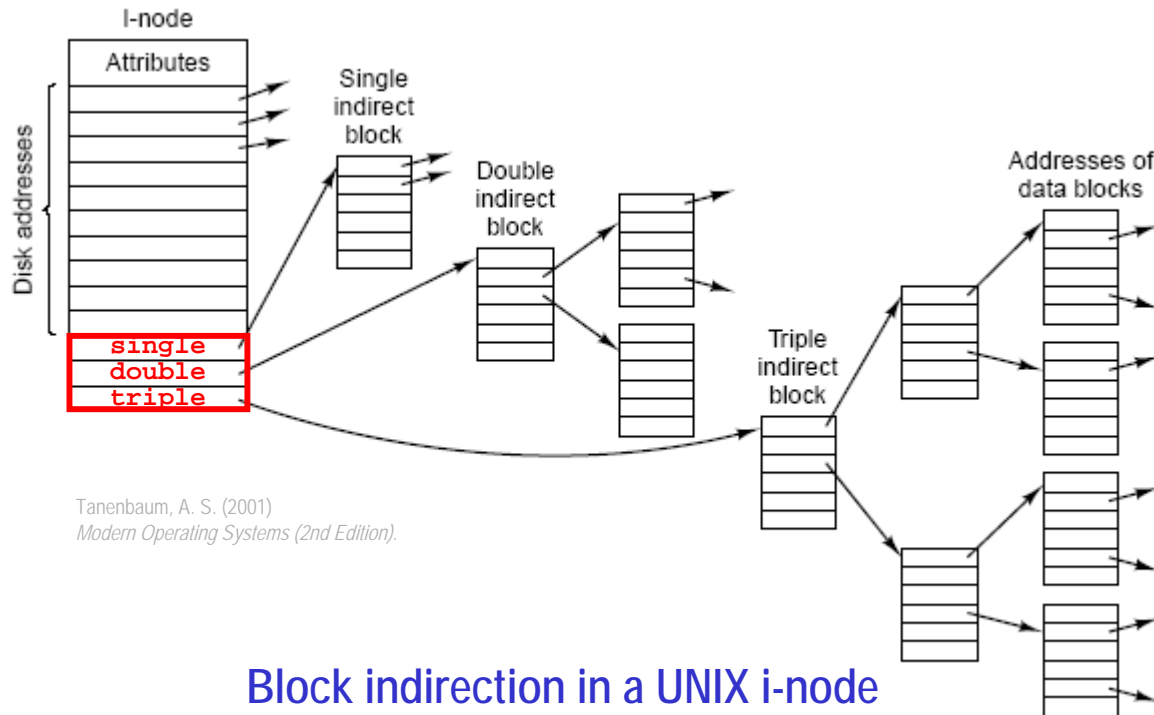 I-node
Attributes
Disk addresses
Single
indirect
block
Double
indirect
block
Addresses of
data blocks
single
double
triple
Triple
indirect
block
Tanenbaum, A. S. (2001)
Modern Operating Systems (2nd Edition).
Block indirection in a UNIX i-node